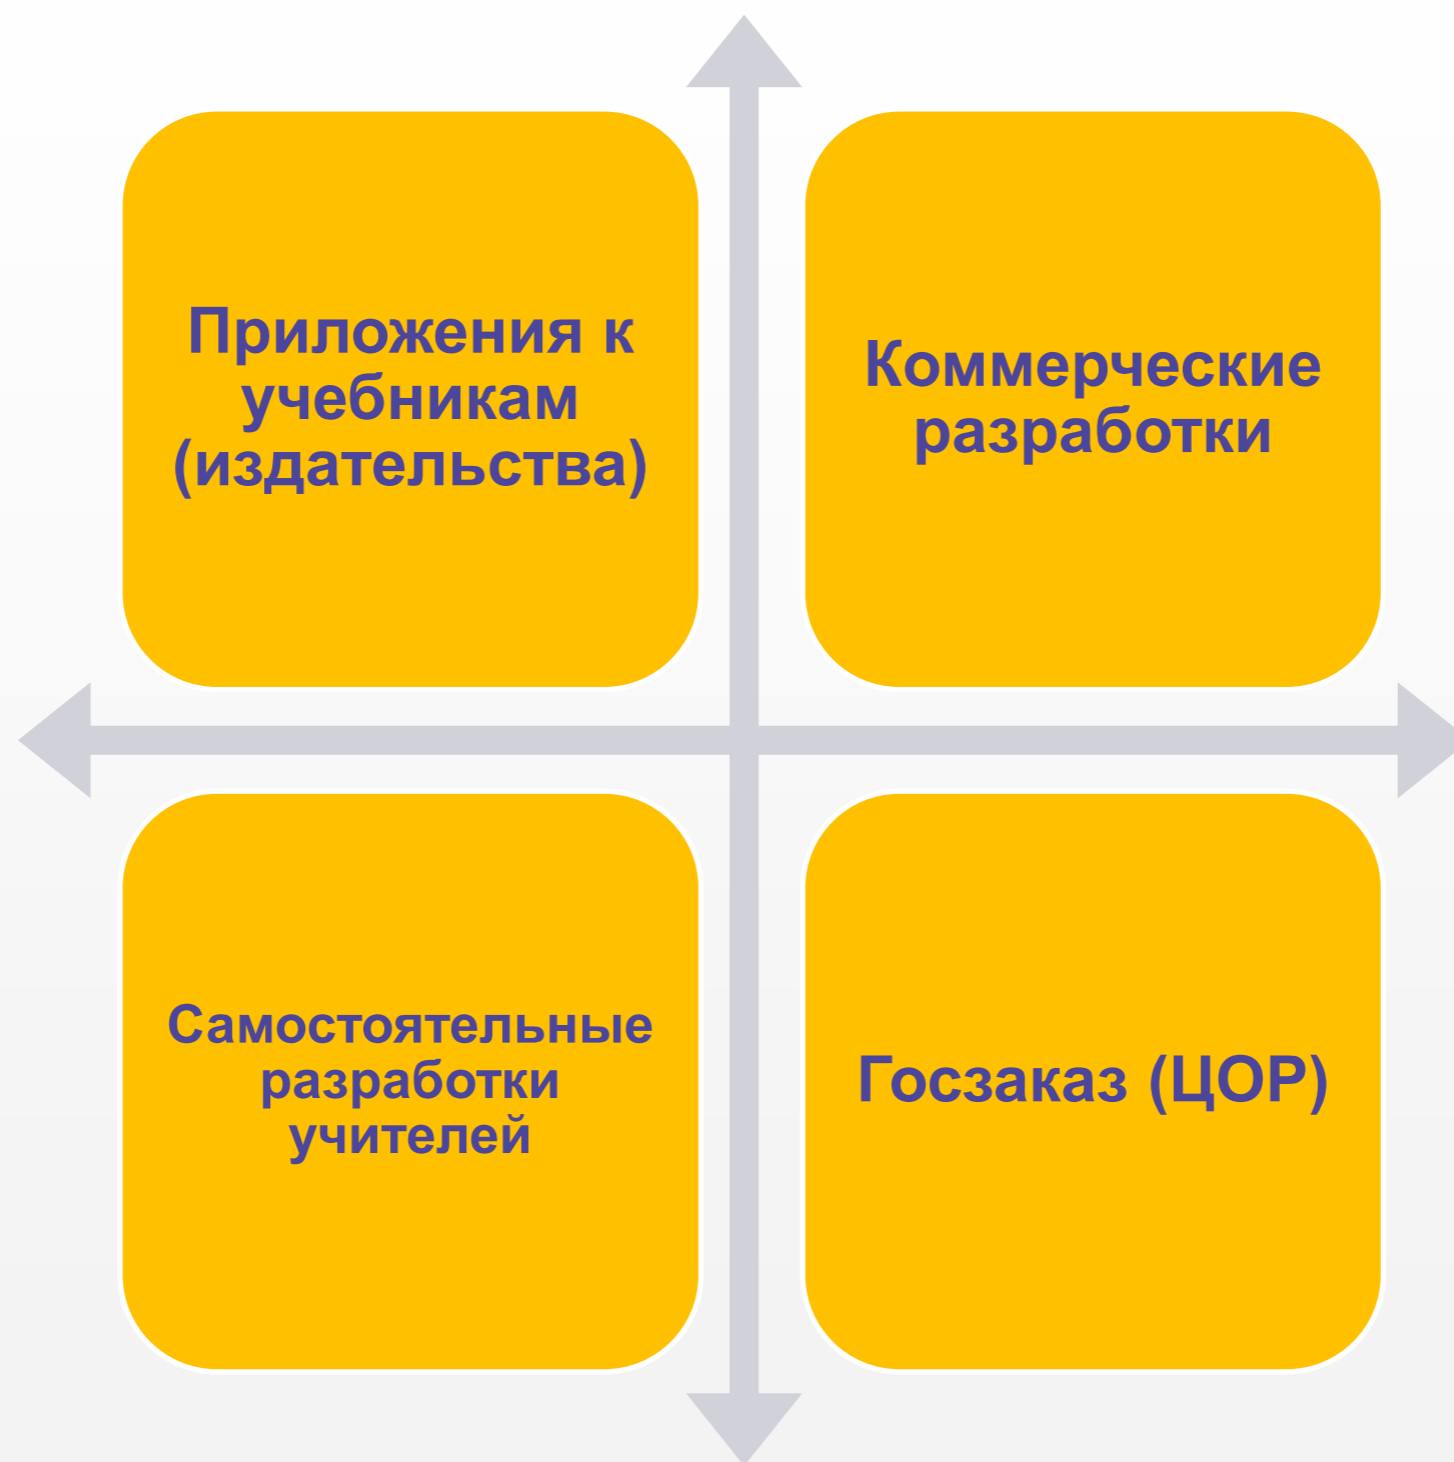 Приложения к
учебникам
(издательства)
Коммерческие
разработки
Самостоятельные
разработки
учителей
Госзаказ (ЦОР)